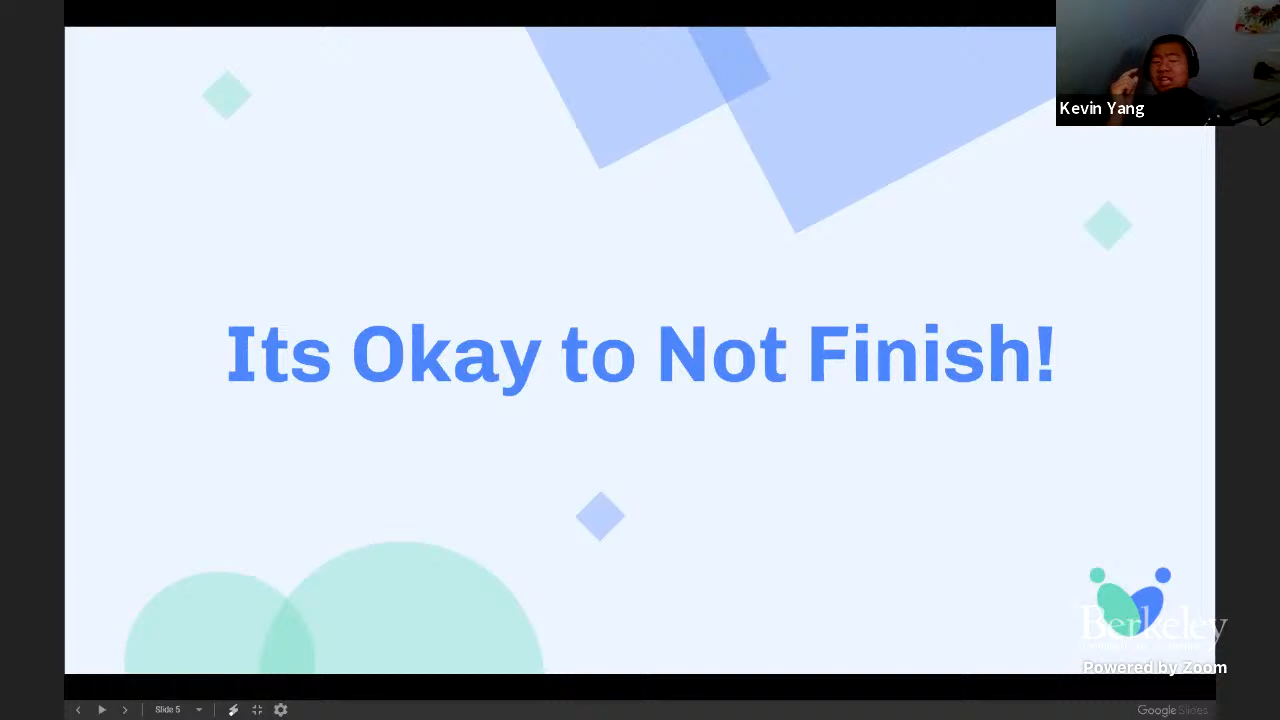 Kevin Yang
Its Okay to Not Finish!
Berkeley
Powered by Zoom
Slide 5
Google Slides